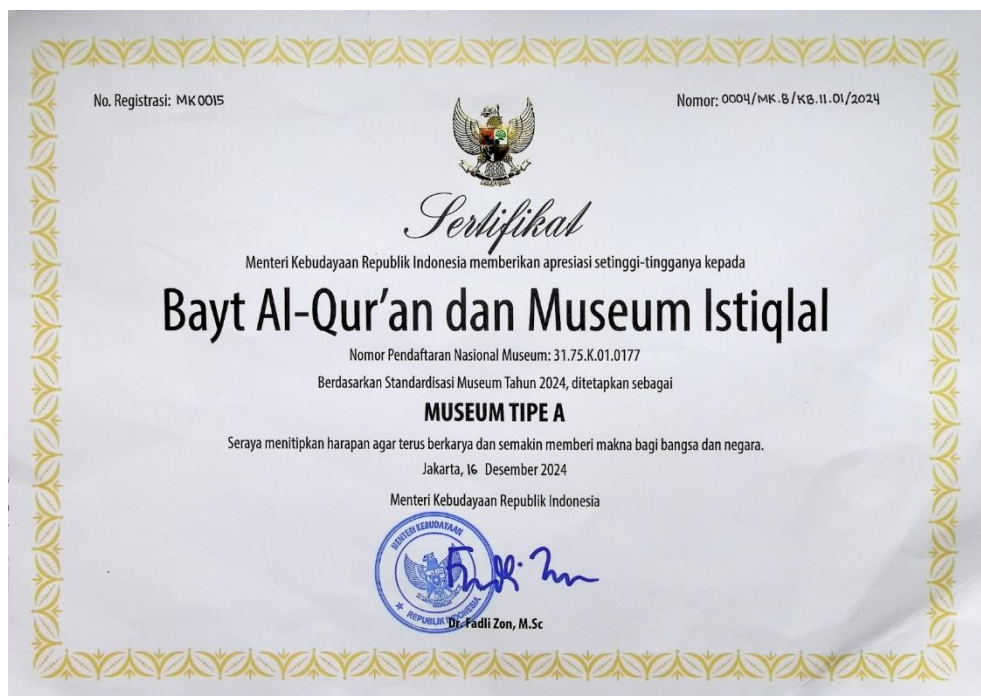 No. Registrasi: MK0015
Nomor: 0004/MK.B/KB.11.01/2024
Sertifikat
Menteri Kebudayaan Republik Indonesia memberikan apresiasi setinggi-tingganya kepada
Bayt Al-Qur’an dan Museum Istiqlal
Nomor Pendaftaran Nasional Museum: 31.75.K.01.0177
Berdasarkan Standardisasi Museum Tahun 2024, ditetapkan sebagai
MUSEUM TIPE A
Seraya menitipkan harapan agar terus berkarya dan semakin memberi makna bagi bangsa dan negara.
Jakarta, 16 Desember 2024
Menteri Kebudayaan Republik Indonesia
MENTERI KEBUDAYAAN
REPUBLIK INDONESIA
Fadli Zon
Dr. Fadli Zon, M.Sc